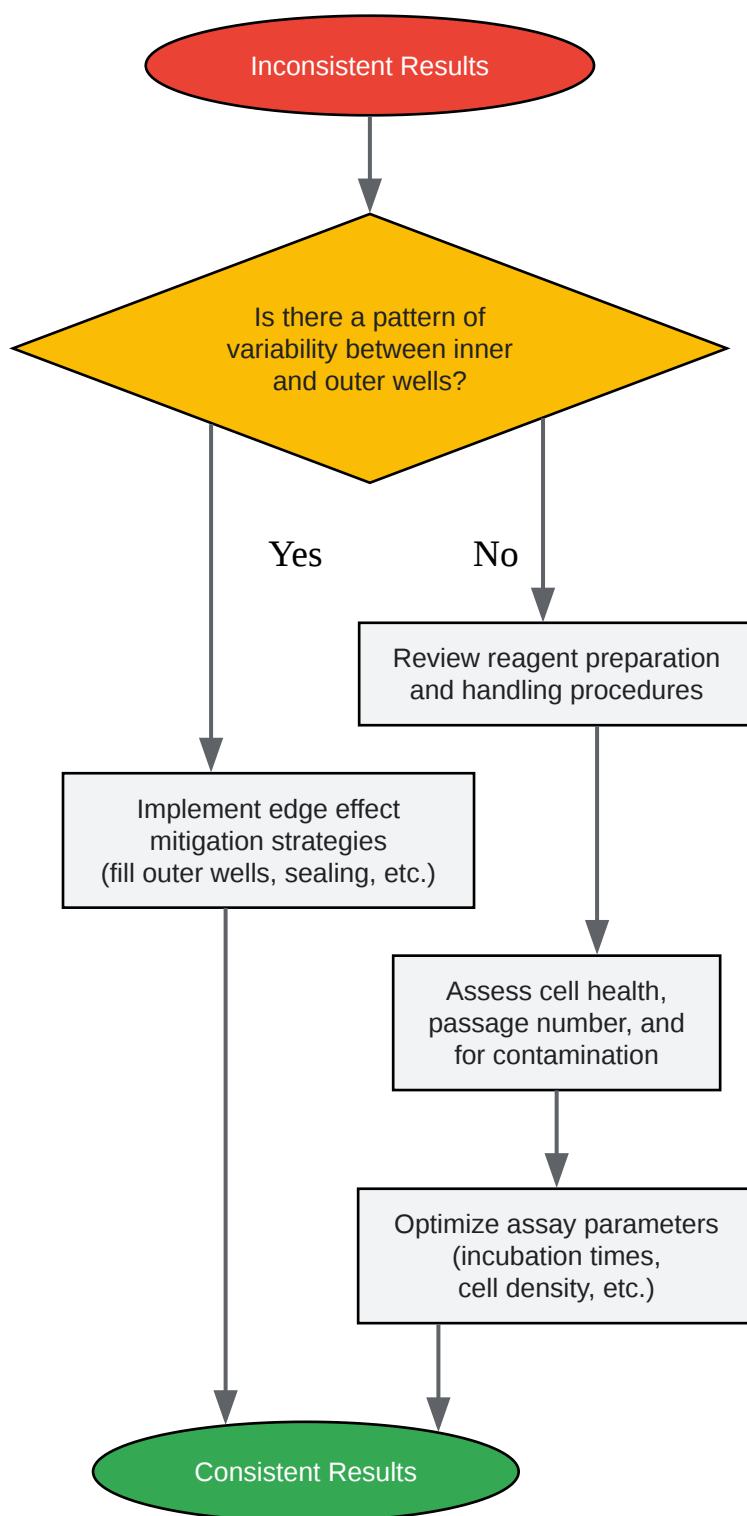 Inconsistent Results
Is there a pattern of
variability between inner
and outer wells?
Yes
No
Review reagent preparation
and handling procedures
Implement edge effect
mitigation strategies
(fill outer wells, sealing, etc.)
Assess cell health,
passage number, and
for contamination
Optimize assay parameters
(incubation times,
cell density, etc.)
Consistent Results